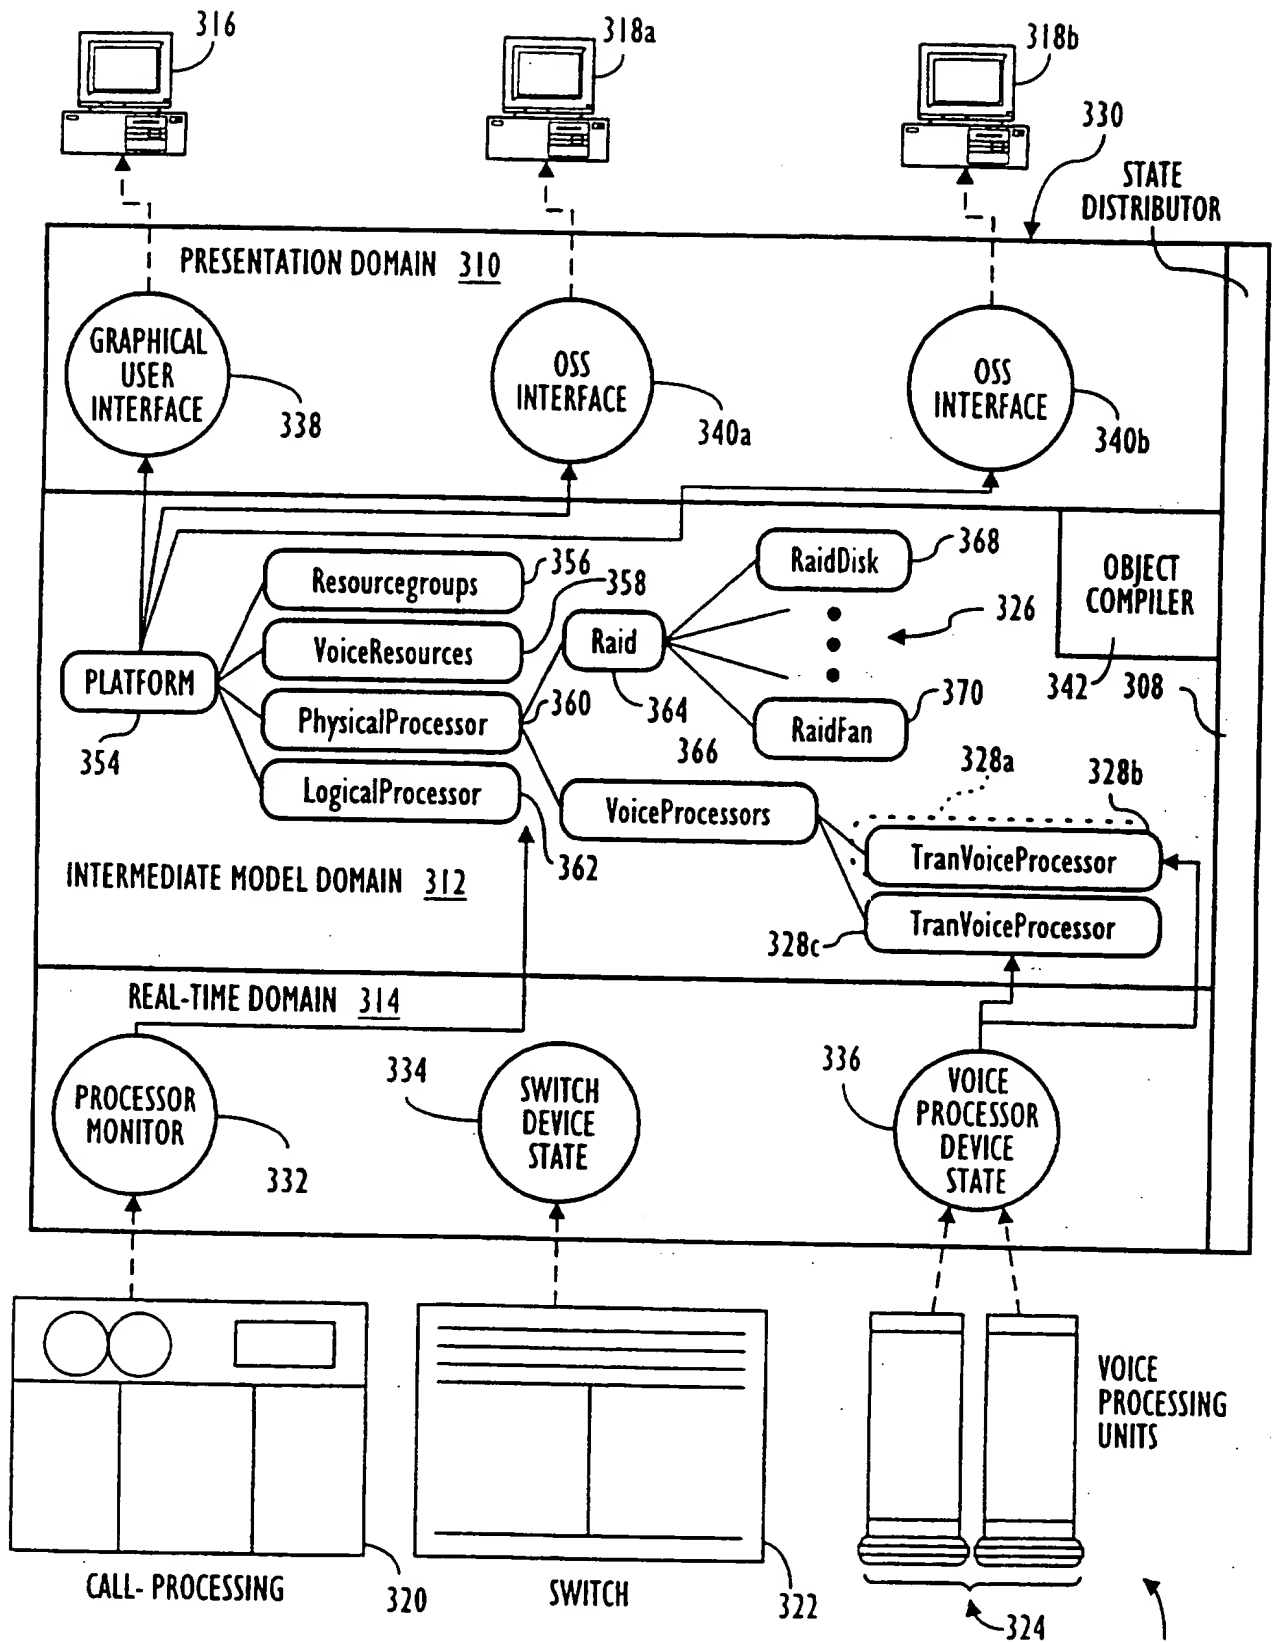 316
318a
318b
330
STATE
DISTRIBUTOR
PRESENTATION DOMAIN 310
GRAPHICAL
USER
INTERFACE
338
OSS
INTERFACE
340a
OSS
INTERFACE
340b
Resourcegroups
356
358
VoiceResources
PLATFORM
354
PhysicalProcessor
360
LogicalProcessor
362
Raid
364
366
RaidDisk
368
326
RaidFan
370
OBJECT
COMPILER
342
308
328a
328b
VoiceProcessors
TranVoiceProcessor
TranVoiceProcessor
328c
INTERMEDIATE MODEL DOMAIN 312
REAL-TIME DOMAIN 314
PROCESSOR
MONITOR
332
334
SWITCH
DEVICE
STATE
336
VOICE
PROCESSOR
DEVICE
STATE
VOICE
PROCESSING
UNITS
CALL- PROCESSING
320
SWITCH
322
324